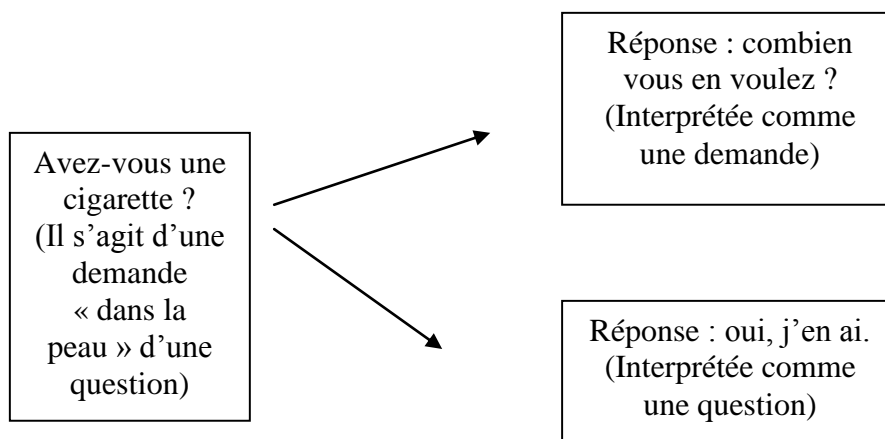 Avez-vous une
cigarette ?
(Il s’agit d’une
demande
« dans la
peau » d’une
question)
Réponse : combien
vous en voulez ?
(Interprétée comme
une demande)
Réponse : oui, j’en ai.
(Interprétée comme
une question)